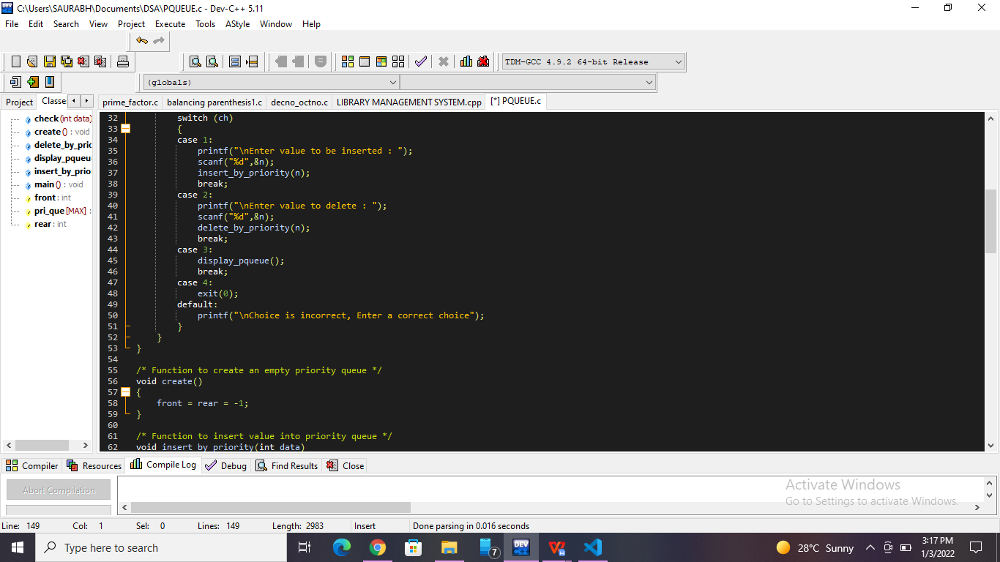 C:\Users\SAURABH\Documents\DSA\PQUEUE.c - Dev-C++ 5.11
File Edit Search View Project Execute Tools AStyle Window Help
TDM-GCC 4.9.2 64-bit Release
(globals)
Project Classe prime_factor.c balancing parenthesis1.c decno_octno.c LIBRARY MANAGEMENT SYSTEM.cpp [*] PQUEUE.c
check (int data)
create () : void
delete_by_pric
display_pqueu
insert_by_prio
main () : void
front : int
pri_que [MAX] :
rear : int
32 switch (ch)
33 {
34 case 1:
35 printf("\nEnter value to be inserted : ");
36 scanf("%d",&n);
37 insert_by_priority(n);
38 break;
39 case 2:
40 printf("\nEnter value to delete : ");
41 scanf("%d",&n);
42 delete_by_priority(n);
43 break;
44 case 3:
45 display_pqueue();
46 break;
47 case 4:
48 exit(0);
49 default:
50 printf("\nChoice is incorrect, Enter a correct choice");
51 }
52 }
53 }
54
55 /* Function to create an empty priority queue */
56 void create()
57 {
58 front = rear = -1;
59 }
60
61 /* Function to insert value into priority queue */
62 void insert_by_priority(int data)
Compiler Resources Compile Log Debug Find Results Close
Abort Compilation
Activate Windows
Go to Settings to activate Windows.
Line: 149 Col: 1 Sel: 0 Lines: 149 Length: 2983 Insert Done parsing in 0.016 seconds
Type here to search
7
DEV
28°C Sunny
3:17 PM
1/3/2022